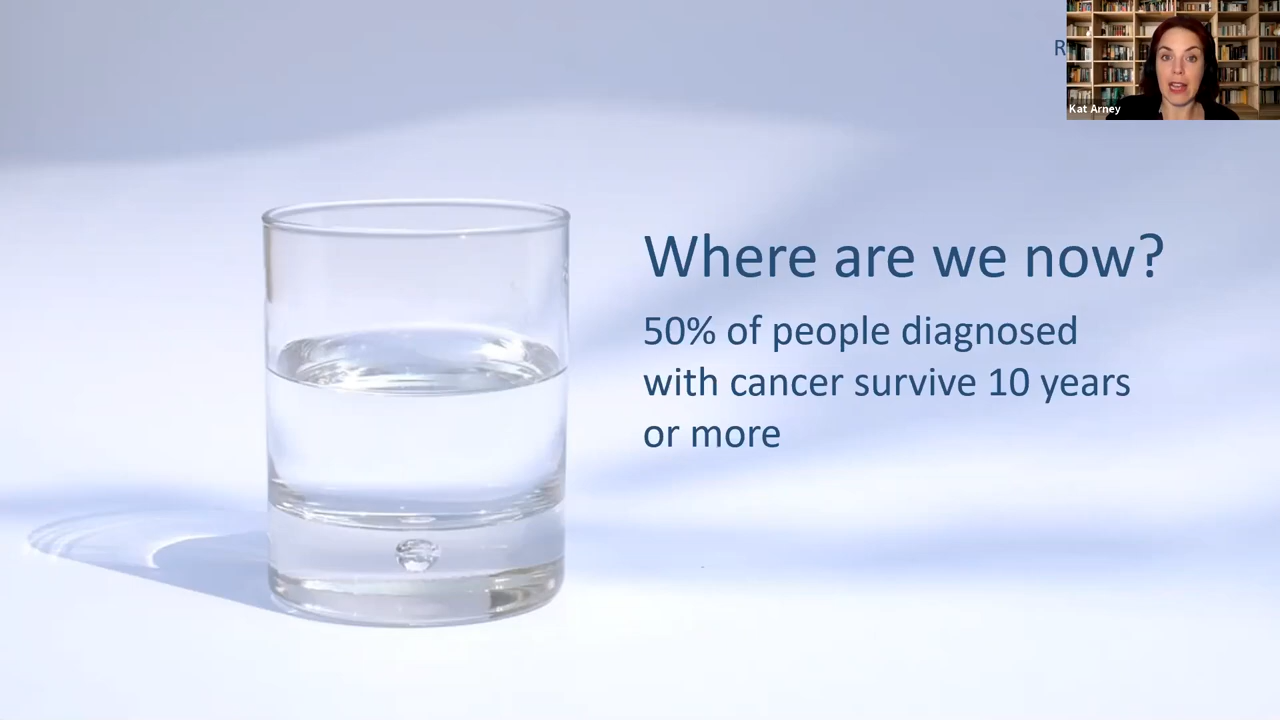 Kat Arney
Where are we now?
50% of people diagnosed
with cancer survive 10 years
or more